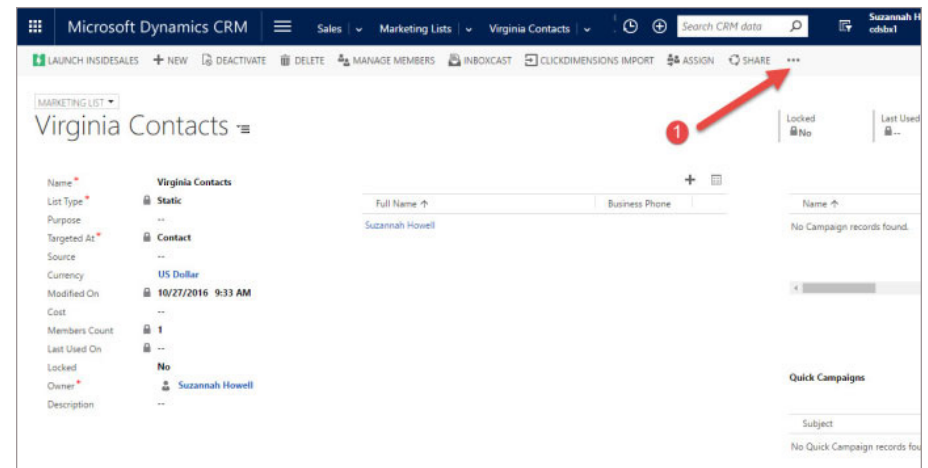 Microsoft Dynamics CRM Sales Marketing Lists Virginia Contacts Search CRM data Suzannah H
cdsbx1
LAUNCH INSIDESALES + NEW DEACTIVATE DELETE MANAGE MEMBERS INBOXCAST CLICKDIMENSIONS IMPORT ASSIGN SHARE •••
MARKETING LIST
Virginia Contacts
1
Locked Last Used
No --
Name* Virginia Contacts
List Type* Static
Full Name ↑ Business Phone Name ↑
Purpose --
Suzannah Howell No Campaign records found.
Targeted At* Contact
Source --
Currency US Dollar
Modified On 10/27/2016 9:33 AM
Cost --
Members Count 1
Last Used On --
Locked No
Owner* Suzannah Howell
Quick Campaigns
Description --
Subject
No Quick Campaign records fou